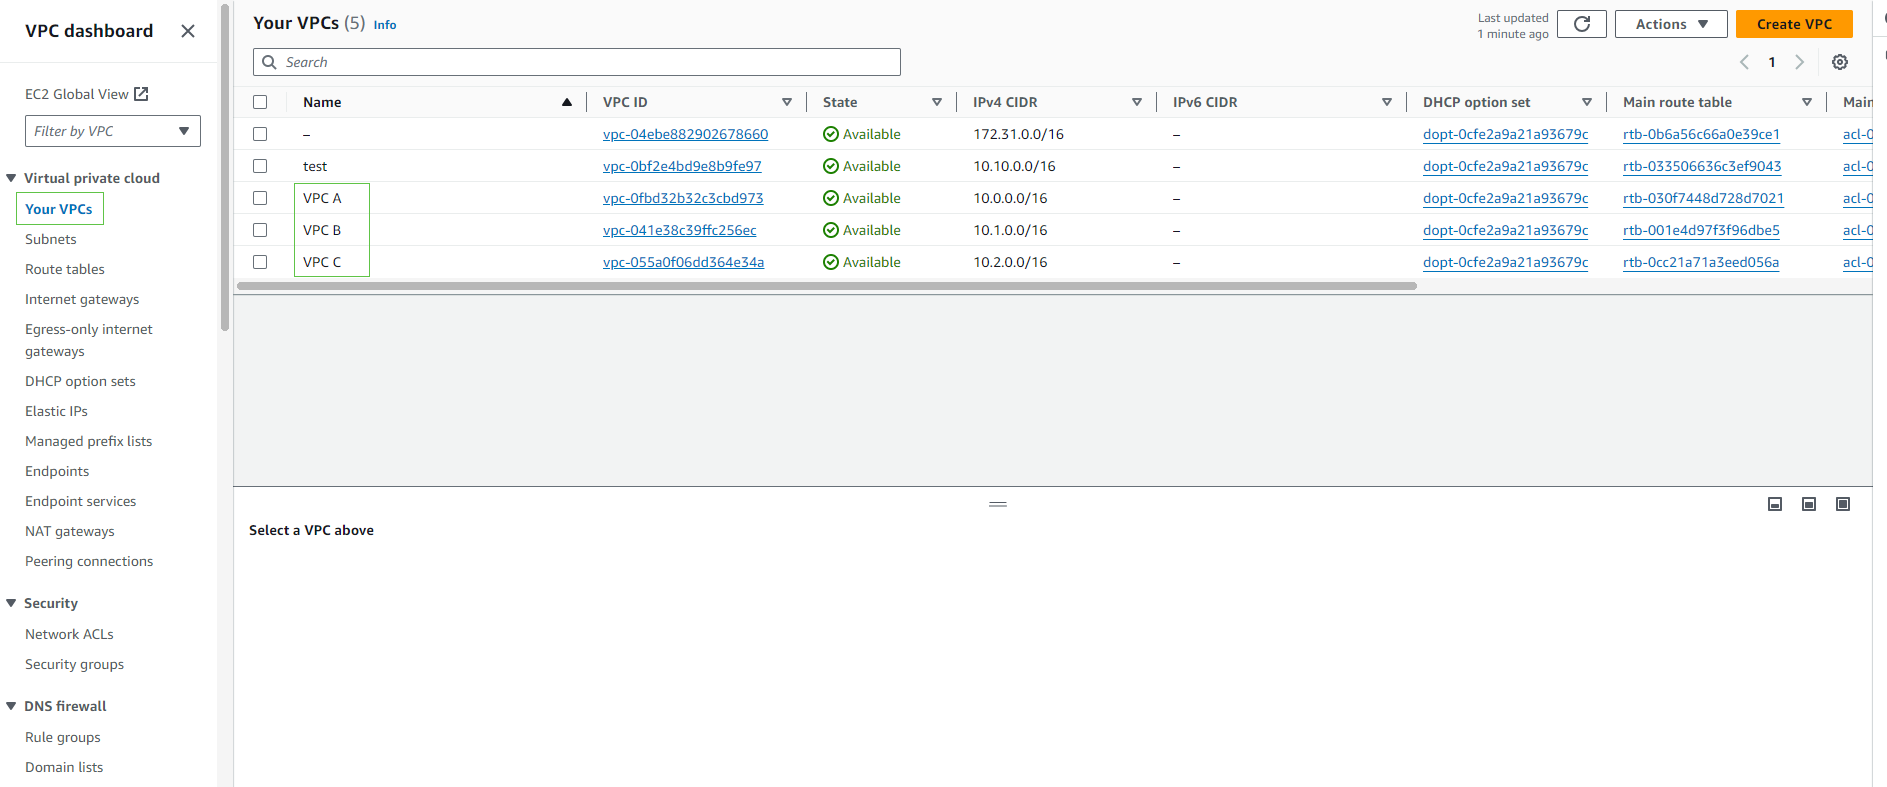 VPC dashboard
EC2 Global View
Filter by VPC
Virtual private cloud
Your VPCs
Subnets
Route tables
Internet gateways
Egress-only internet
gateways
DHCP option sets
Elastic IPs
Managed prefix lists
Endpoints
Endpoint services
NAT gateways
Peering connections
Security
Network ACLs
Security groups
DNS firewall
Rule groups
Domain lists
Your VPCs (5) Info
Last updated
1 minute ago
Actions
Create VPC
Search
1
Name VPC ID State IPv4 CIDR IPv6 CIDR DHCP option set Main route table Main
– vpc-04ebe882902678660 Available 172.31.0.0/16 – dopt-0cfe2a9a21a93679c rtb-0b6a56c66a0e39ce1 acl-0
test vpc-0bf2e4bd9e8b9fe97 Available 10.10.0.0/16 – dopt-0cfe2a9a21a93679c rtb-033506636c3ef9043 acl-0
VPC A vpc-0fbd32b32c3cbd973 Available 10.0.0.0/16 – dopt-0cfe2a9a21a93679c rtb-030f7448d728d7021 acl-0
VPC B vpc-041e38c39ffc256ec Available 10.1.0.0/16 – dopt-0cfe2a9a21a93679c rtb-001e4d97f3f96dbe5 acl-0
VPC C vpc-055a0f06dd364e34a Available 10.2.0.0/16 – dopt-0cfe2a9a21a93679c rtb-0cc21a71a3eed056a acl-0
Select a VPC above